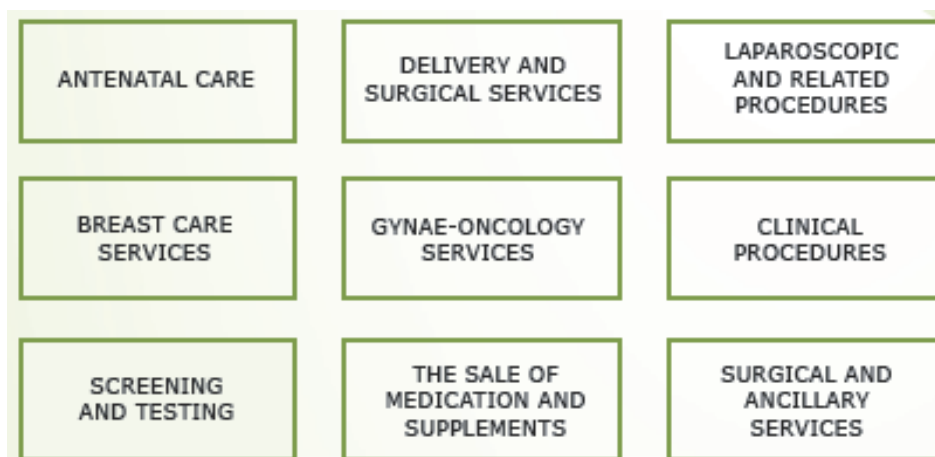 ANTENATAL CARE
DELIVERY AND
SURGICAL SERVICES
LAPAROSCOPIC
AND RELATED
PROCEDURES
BREAST CARE
SERVICES
GYNAE-ONCOLOGY
SERVICES
CLINICAL
PROCEDURES
SCREENING
AND TESTING
THE SALE OF
MEDICATION AND
SUPPLEMENTS
SURGICAL AND
ANCILLARY
SERVICES